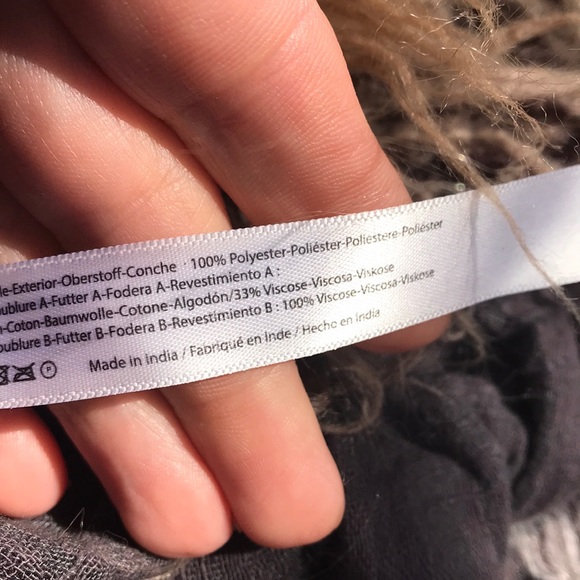 le-Exterior-Oberstoff-Conche : 100% Polyester-Poliéster-Poliestere-Poliéster
oublure A-Futter A-Fodera A-Revestimiento A :
n-Coton-Baumwolle-Cotone-Algodón/33% Viscose-Viscosa-Viskose
oublure B-Futter B-Fodera B-Revestimiento B : 100% Viscose-Viscosa-Viskose
P Made in india / Fabriqué en Inde / Hecho en India